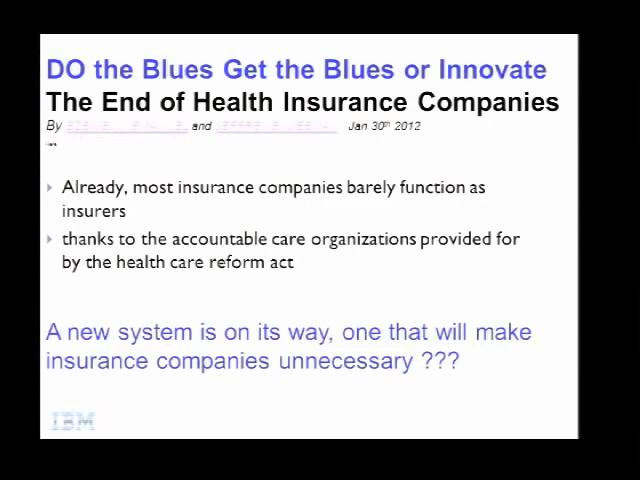 DO the Blues Get the Blues or Innovate
The End of Health Insurance Companies
By and Jan 30th 2012
Already, most insurance companies barely function as
insurers
thanks to the accountable care organizations provided for
by the health care reform act
A new system is on its way, one that will make
insurance companies unnecessary ???
IBM